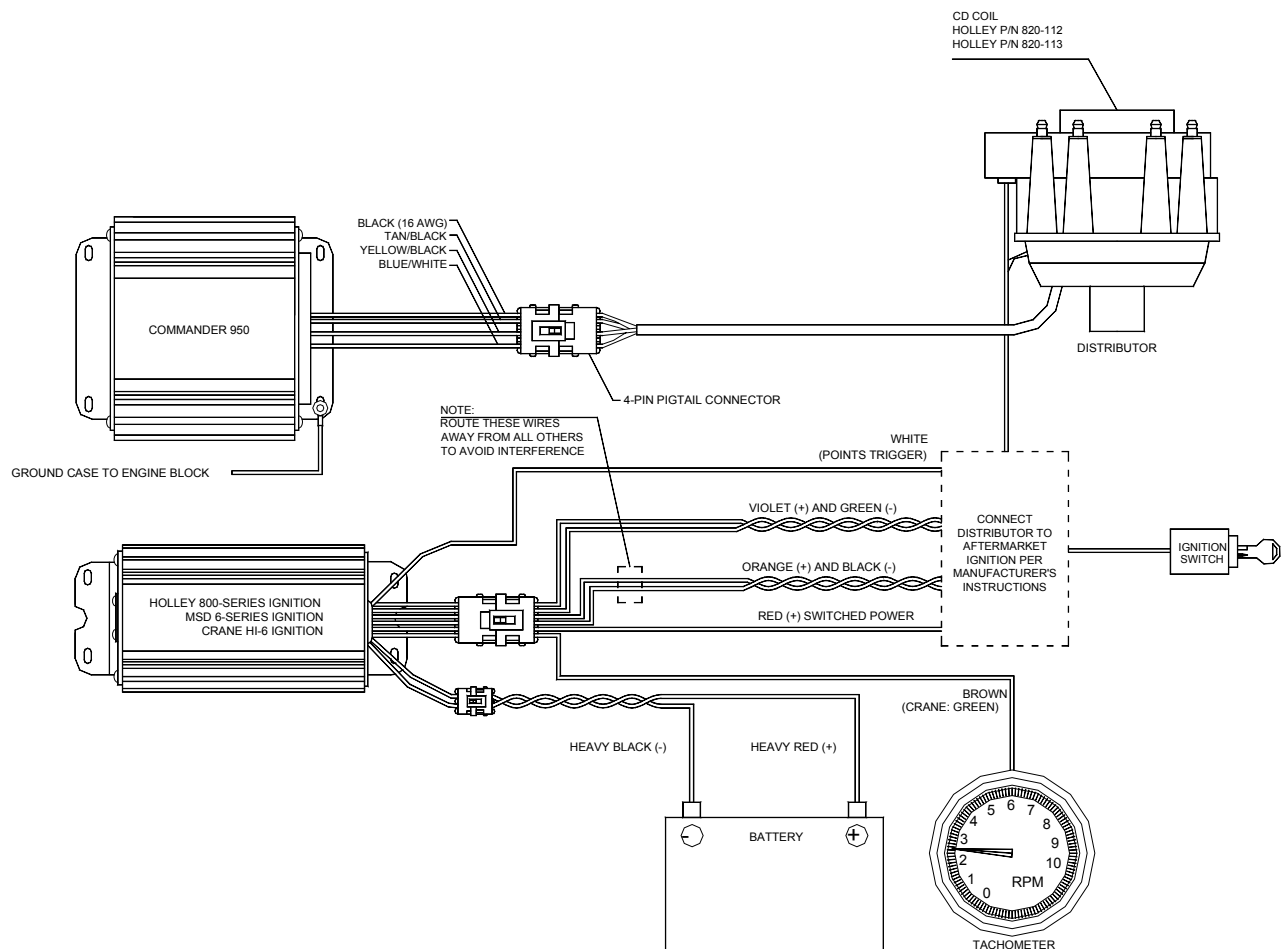 CD COIL
HOLLEY P/N 820-112
HOLLEY P/N 820-113
BLACK (16 AWG)
TAN/BLACK
YELLOW/BLACK
BLUE/WHITE
COMMANDER 950
DISTRIBUTOR
4-PIN PIGTAIL CONNECTOR
NOTE:
ROUTE THESE WIRES
AWAY FROM ALL OTHERS
TO AVOID INTERFERENCE
WHITE
(POINTS TRIGGER)
GROUND CASE TO ENGINE BLOCK
VIOLET (+) AND GREEN (-)
CONNECT
DISTRIBUTOR TO
AFTERMARKET
IGNITION PER
MANUFACTURER'S
INSTRUCTIONS
IGNITION
SWITCH
ORANGE (+) AND BLACK (-)
HOLLEY 800-SERIES IGNITION
MSD 6-SERIES IGNITION
CRANE HI-6 IGNITION
RED (+) SWITCHED POWER
BROWN
(CRANE: GREEN)
HEAVY BLACK (-)
HEAVY RED (+)
-
BATTERY
+
0
1
2
3
4
5
6
7
8
9
10
RPM
TACHOMETER